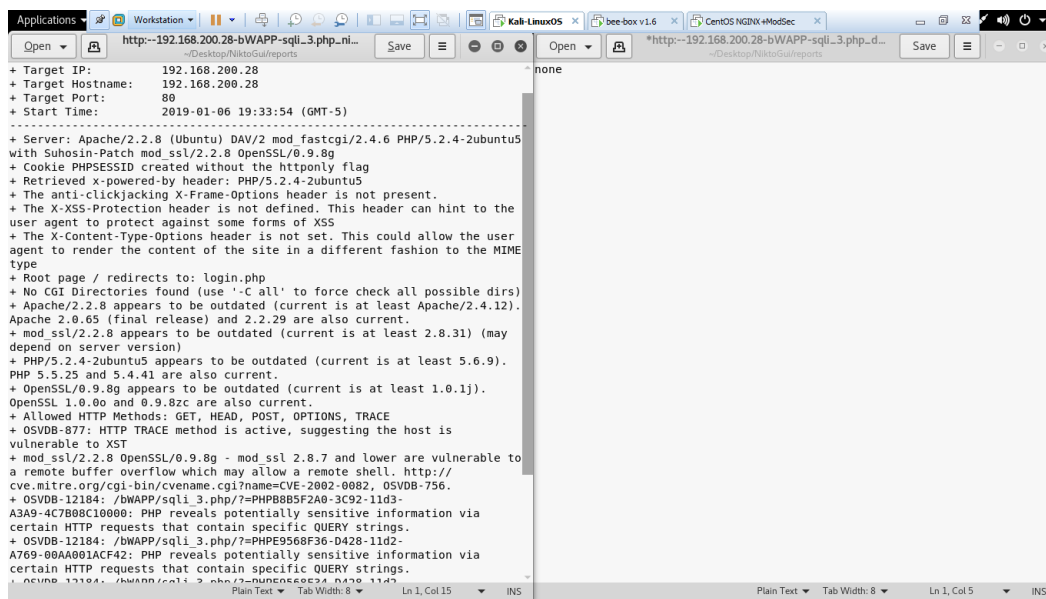 Applications Workstation Kali-LinuxOS bee-box v1.6 CentOS NGINX+ModSec
Open http:--192.168.200.28-bWAPP-sqli_3.php_ni... Save
~/Desktop/NiktoGui/reports
Open *http:--192.168.200.28-bWAPP-sqli_3.php_d... Save
~/Desktop/NiktoGui/reports
+ Target IP: 192.168.200.28
+ Target Hostname: 192.168.200.28
+ Target Port: 80
+ Start Time: 2019-01-06 19:33:54 (GMT-5)
---------------------------------------------------------------------------
+ Server: Apache/2.2.8 (Ubuntu) DAV/2 mod_fastcgi/2.4.6 PHP/5.2.4-2ubuntu5
with Suhosin-Patch mod_ssl/2.2.8 OpenSSL/0.9.8g
+ Cookie PHPSESSID created without the httponly flag
+ Retrieved x-powered-by header: PHP/5.2.4-2ubuntu5
+ The anti-clickjacking X-Frame-Options header is not present.
+ The X-XSS-Protection header is not defined. This header can hint to the
user agent to protect against some forms of XSS
+ The X-Content-Type-Options header is not set. This could allow the user
agent to render the content of the site in a different fashion to the MIME
type
+ Root page / redirects to: login.php
+ No CGI Directories found (use '-C all' to force check all possible dirs)
+ Apache/2.2.8 appears to be outdated (current is at least Apache/2.4.12).
Apache 2.0.65 (final release) and 2.2.29 are also current.
+ mod_ssl/2.2.8 appears to be outdated (current is at least 2.8.31) (may
depend on server version)
+ PHP/5.2.4-2ubuntu5 appears to be outdated (current is at least 5.6.9).
PHP 5.5.25 and 5.4.41 are also current.
+ OpenSSL/0.9.8g appears to be outdated (current is at least 1.0.1j).
OpenSSL 1.0.0o and 0.9.8zc are also current.
+ Allowed HTTP Methods: GET, HEAD, POST, OPTIONS, TRACE
+ OSVDB-877: HTTP TRACE method is active, suggesting the host is
vulnerable to XST
+ mod_ssl/2.2.8 OpenSSL/0.9.8g - mod_ssl 2.8.7 and lower are vulnerable to
a remote buffer overflow which may allow a remote shell. http://
cve.mitre.org/cgi-bin/cvename.cgi?name=CVE-2002-0082, OSVDB-756.
+ OSVDB-12184: /bWAPP/sqli_3.php/?=PHPB8B5F2A0-3C92-11d3-
A3A9-4C7B08C10000: PHP reveals potentially sensitive information via
certain HTTP requests that contain specific QUERY strings.
+ OSVDB-12184: /bWAPP/sqli_3.php/?=PHPE9568F36-D428-11d2-
A769-00AA001ACF42: PHP reveals potentially sensitive information via
certain HTTP requests that contain specific QUERY strings.
+ OSVDB-12184: /bWAPP/sqli_3.php/?=PHPE9568F34-D428-11d2-
none
Plain Text Tab Width: 8 Ln 1, Col 15 INS
Plain Text Tab Width: 8 Ln 1, Col 5 INS